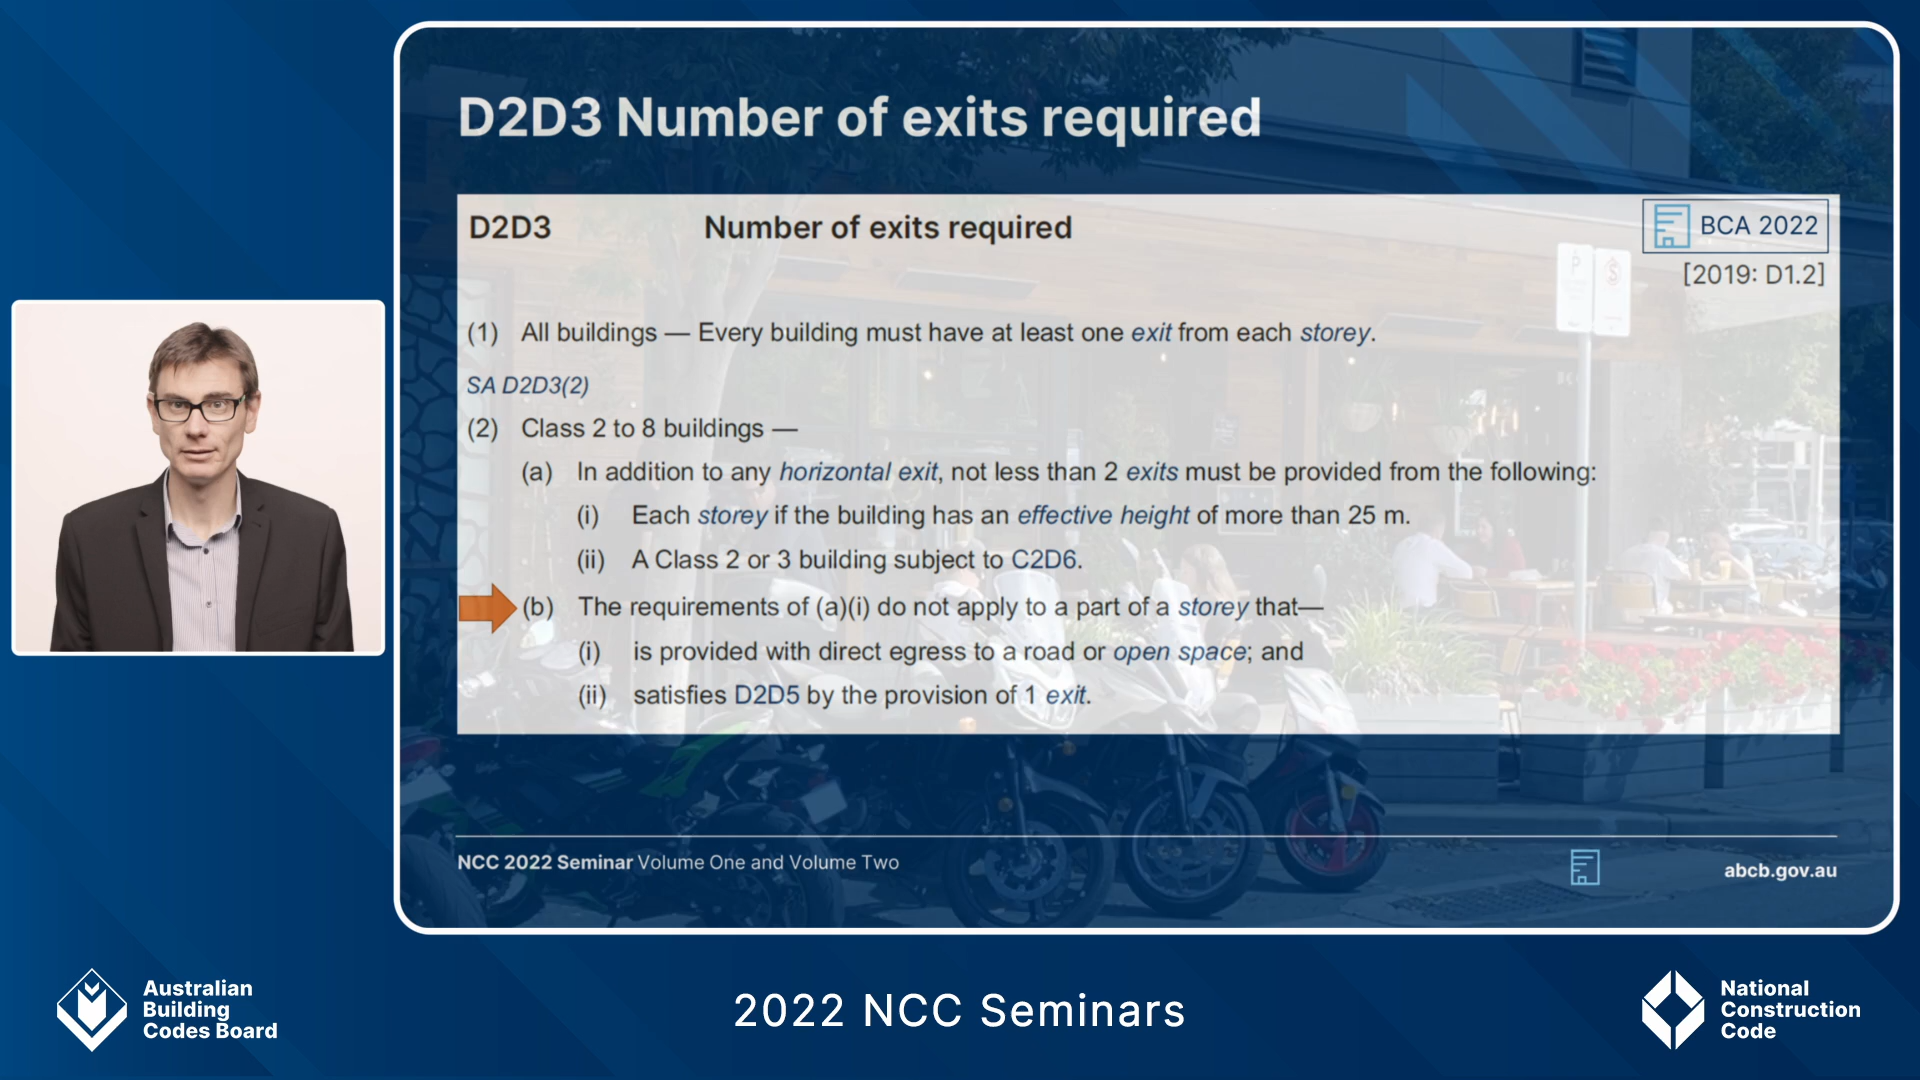 D2D3 Number of exits required
D2D3 Number of exits required
BCA 2022
[2019: D1.2]
(1) All buildings — Every building must have at least one exit from each storey.
SA D2D3(2)
(2) Class 2 to 8 buildings —
(a) In addition to any horizontal exit, not less than 2 exits must be provided from the following:
(i) Each storey if the building has an effective height of more than 25 m.
(ii) A Class 2 or 3 building subject to C2D6.
(b) The requirements of (a)(i) do not apply to a part of a storey that—
(i) is provided with direct egress to a road or open space; and
(ii) satisfies D2D5 by the provision of 1 exit.
NCC 2022 Seminar Volume One and Volume Two
abcb.gov.au
Australian
Building
Codes Board
2022 NCC Seminars
National
Construction
Code